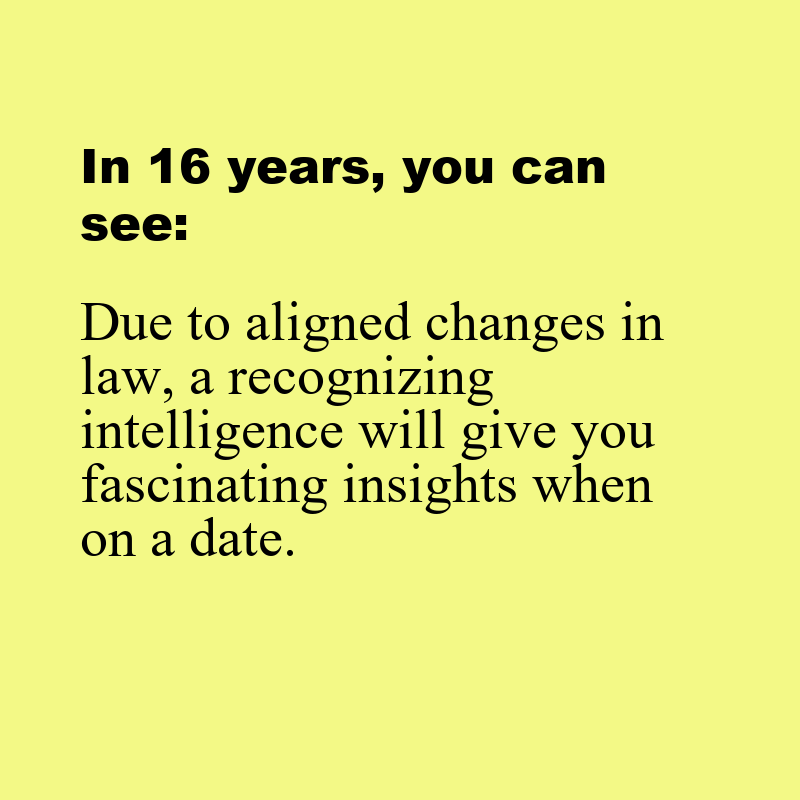 In 16 years, you can
see:
Due to aligned changes in
law, a recognizing
intelligence will give you
fascinating insights when
on a date.